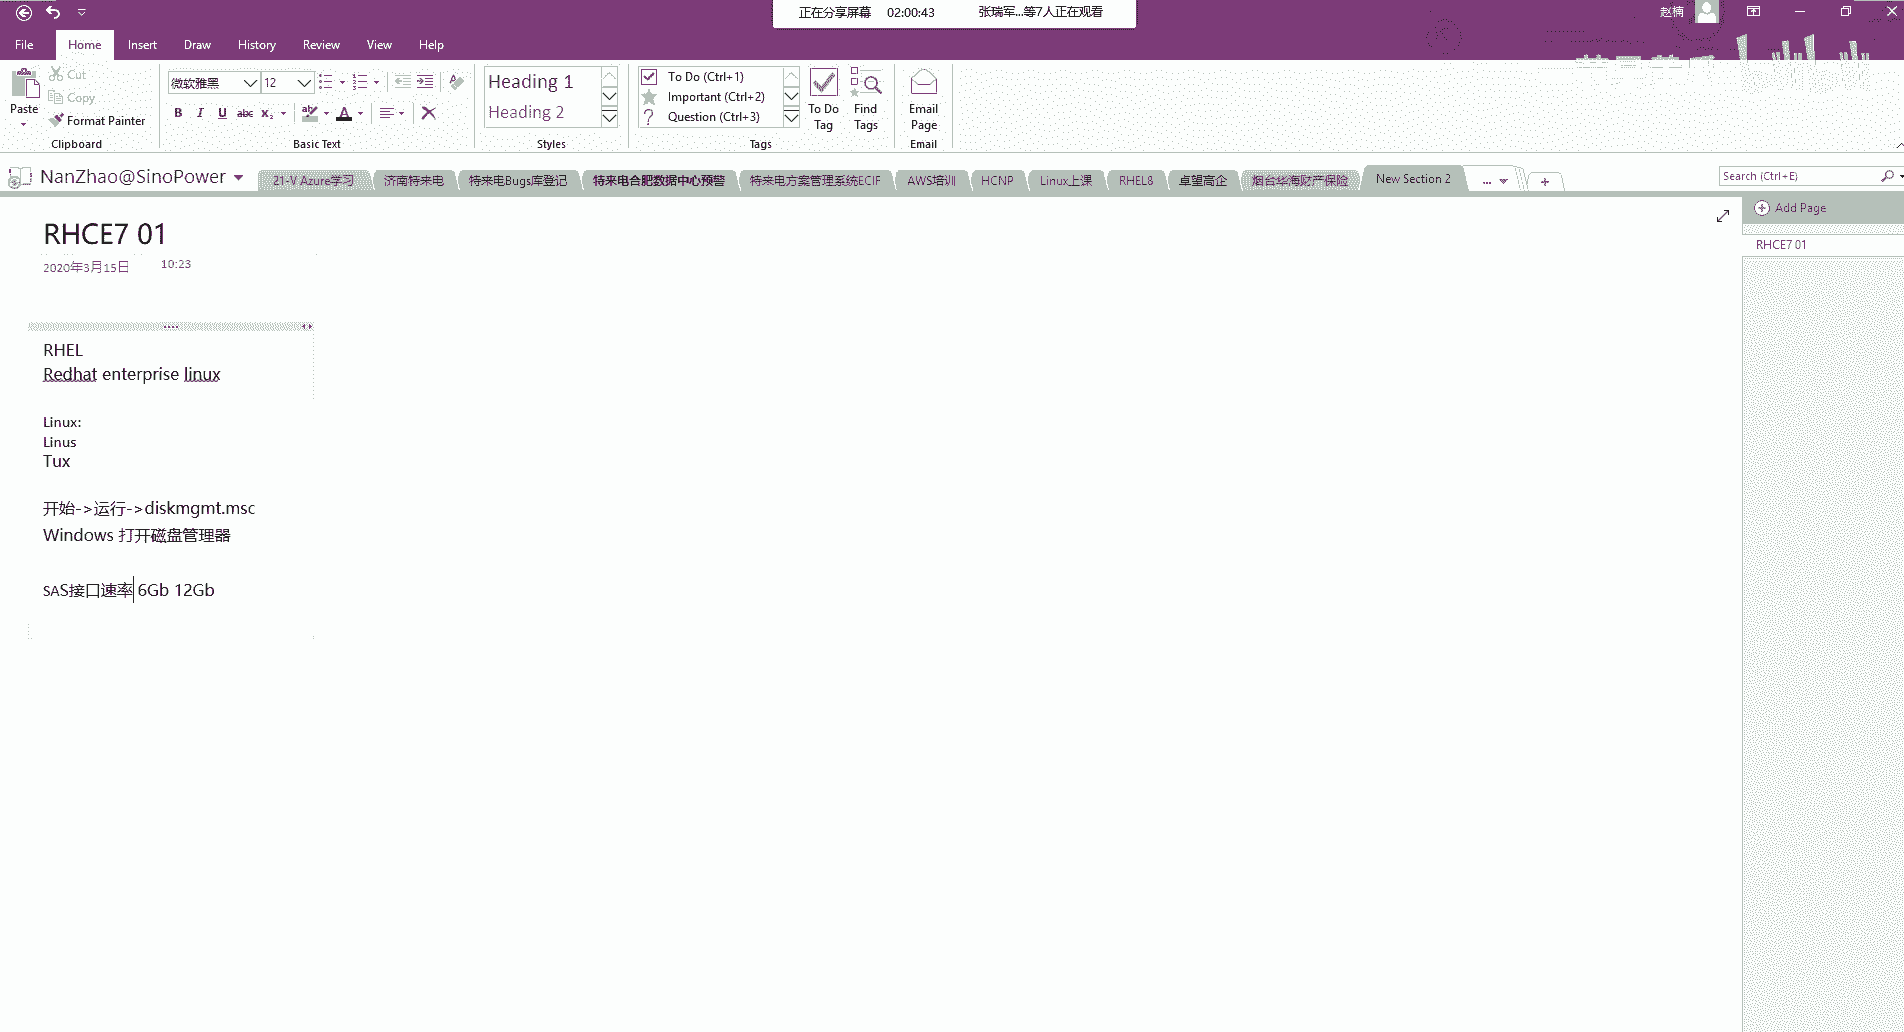 正在分享屏幕 02:00:43 张瑞军...等7人正在观看
赵楠
File Home Insert Draw History Review View Help
Paste
Cut
Copy
Format Painter
Clipboard
微软雅黑 12
B I U abc x₂
Basic Text
Heading 1
Heading 2
Styles
To Do (Ctrl+1)
Important (Ctrl+2)
Question (Ctrl+3)
To Do Tag
Find Tags
Tags
Email Page
Email
NanZhao@SinoPower
21-V Azure学习 济南特来电 特来电Bugs库登记 特来电合肥数据中心预警 特来电方案管理系统ECIF AWS培训 HCNP Linux上课 RHEL8 卓望高企 烟台华海财产保险 New Section 2 ...
Search (Ctrl+E)
Add Page
RHCE7 01
RHCE7 01
2020年3月15日 10:23
RHEL
Redhat enterprise linux
Linux:
Linus
Tux
开始->运行->diskmgmt.msc
Windows 打开磁盘管理器
SAS接口速率 6Gb 12Gb